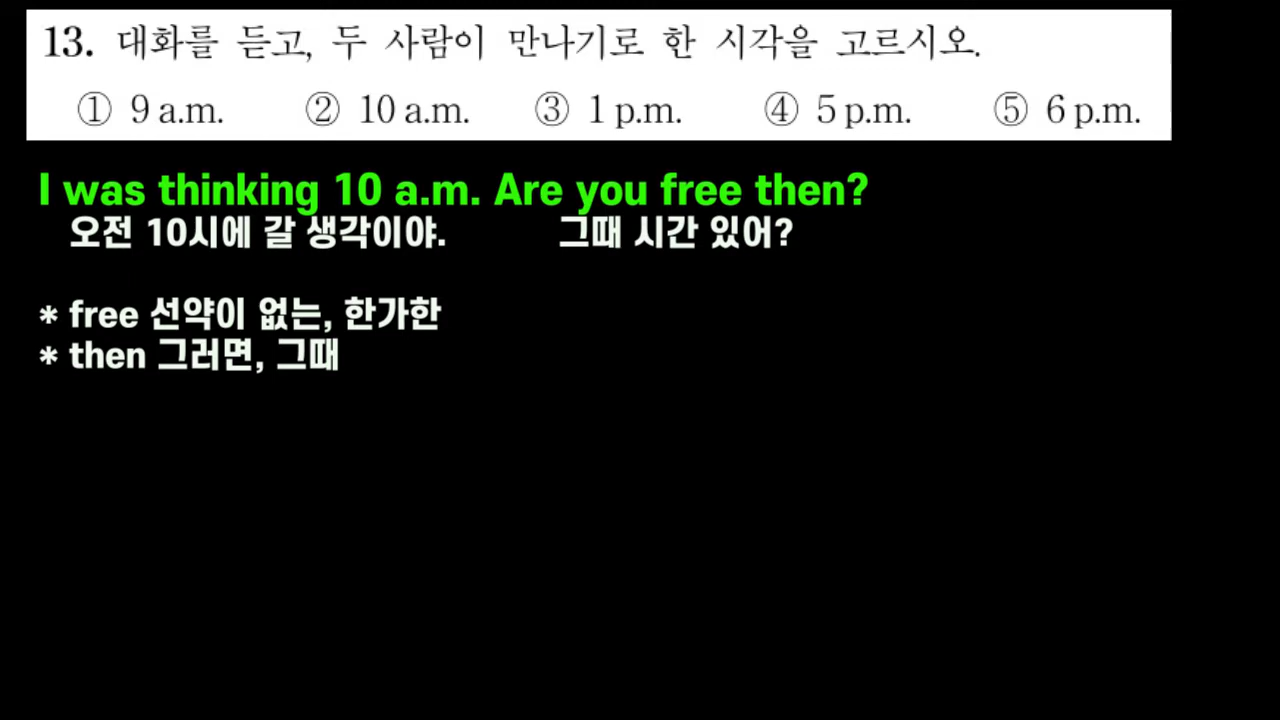 13. 대화를 듣고, 두 사람이 만나기로 한 시각을 고르시오.
① 9 a.m. ② 10 a.m. ③ 1 p.m. ④ 5 p.m. ⑤ 6 p.m.
I was thinking 10 a.m. Are you free then?
오전 10시에 갈 생각이야. 그때 시간 있어?
* free 선약이 없는, 한가한
* then 그러면, 그때